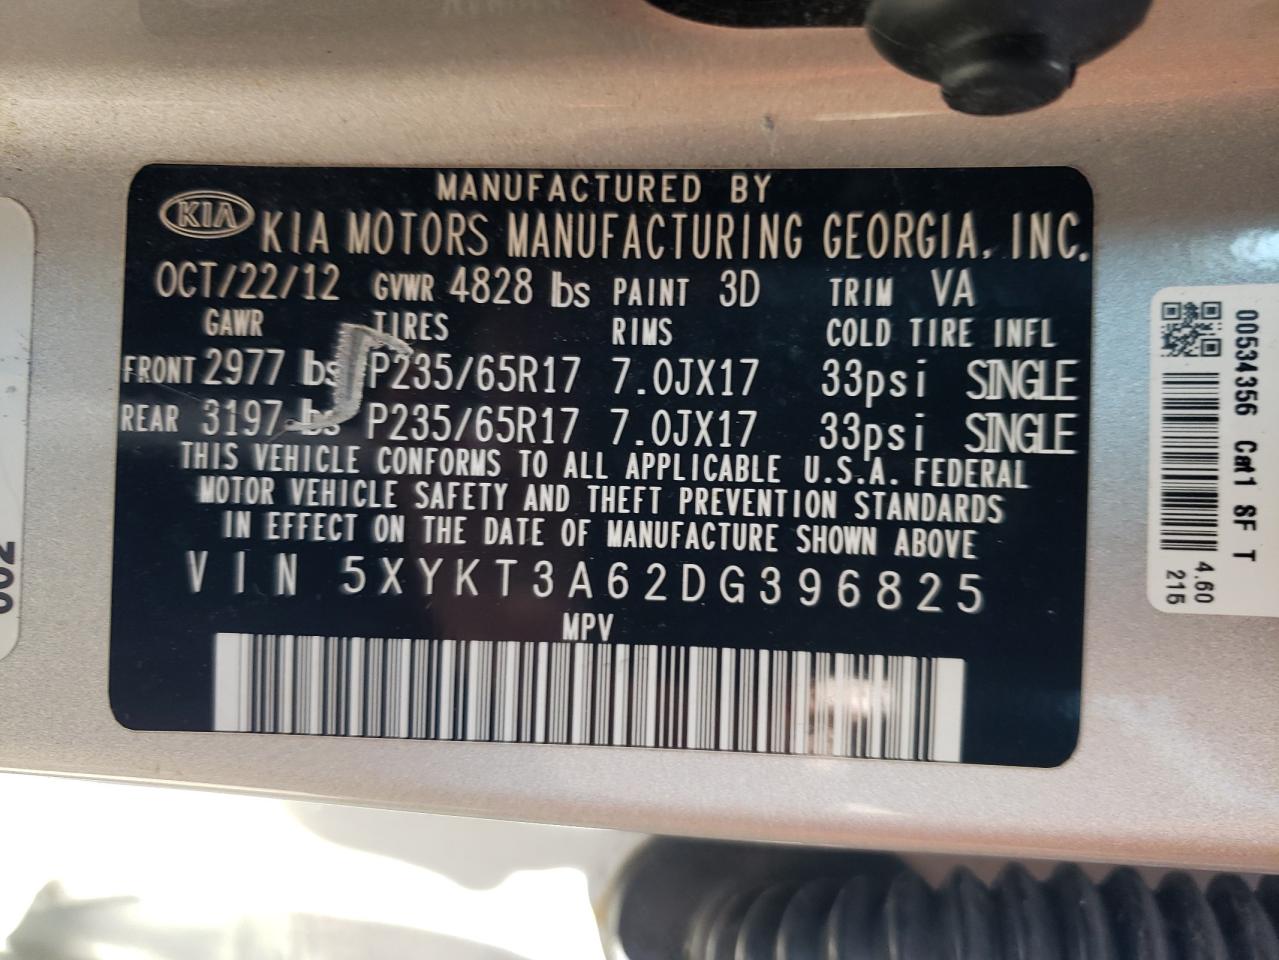 MANUFACTURED BY
KIA KIA MOTORS MANUFACTURING GEORGIA, INC.
OCT/22/12 GVWR 4828 lbs PAINT 3D TRIM VA
GAWR TIRES RIMS COLD TIRE INFL
FRONT 2977 lbs P235/65R17 7.0JX17 33psi SINGLE
REAR 3197 lbs P235/65R17 7.0JX17 33psi SINGLE
THIS VEHICLE CONFORMS TO ALL APPLICABLE U.S.A. FEDERAL
MOTOR VEHICLE SAFETY AND THEFT PREVENTION STANDARDS
IN EFFECT ON THE DATE OF MANUFACTURE SHOWN ABOVE
VIN 5XYKT3A62DG396825
MPV
00534356 Cat1 SF T
4.60
215